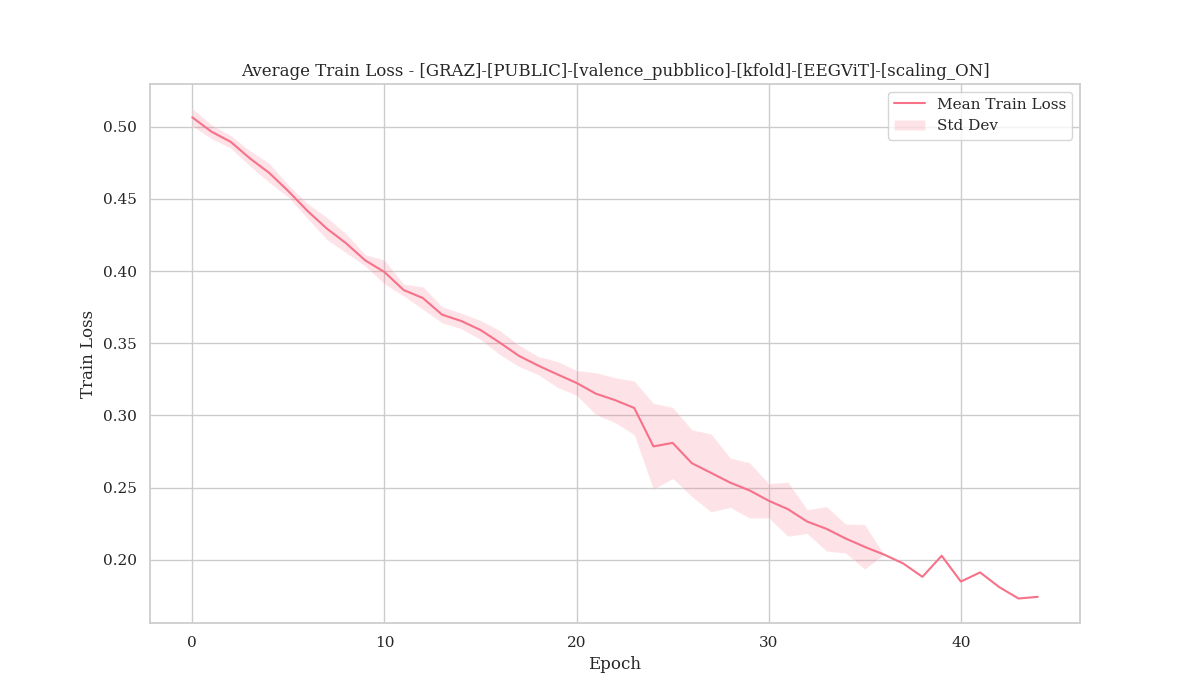 Average Train Loss - [GRAZ]-[PUBLIC]-[valence_pubblico]-[kfold]-[EEGViT]-[scaling_ON]
Mean Train Loss
Std Dev
0.50
0.45
0.40
0.35
0.30
0.25
0.20
Train Loss
0
10
20
30
40
Epoch